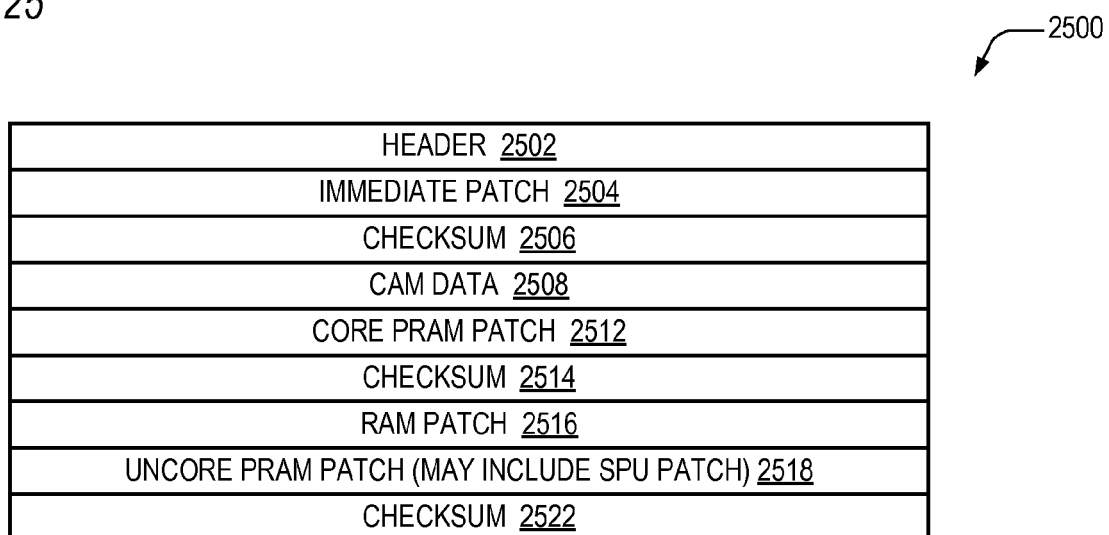 25
2500
HEADER 2502
IMMEDIATE PATCH 2504
CHECKSUM 2506
CAM DATA 2508
CORE PRAM PATCH 2512
CHECKSUM 2514
RAM PATCH 2516
UNCORE PRAM PATCH (MAY INCLUDE SPU PATCH) 2518
CHECKSUM 2522